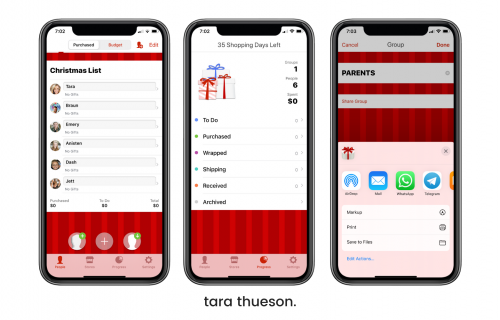 7:02
Purchased
Budget
Edit
Christmas List
Tara
No Gifts
Braun
No Gifts
Emery
No Gifts
Anisten
No Gifts
Dash
No Gifts
Jett
No Gifts
Purchased
To Do
Total
$0
$0
$0
People
Stores
Progress
Settings
7:02
35 Shopping Days Left
Groups
1
People
6
Spent
$0
To Do
0
Purchased
0
Wrapped
0
Shipping
0
Received
0
Archived
0
People
Stores
Progress
Settings
7:03
Cancel
Group
Done
PARENTS
Share Group
AirDrop
Mail
WhatsApp
Telegram
Markup
Print
Save to Files
Edit Actions...
tara thueson.